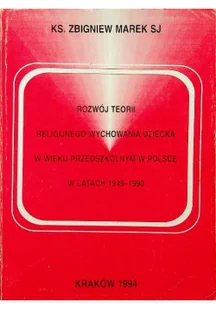 KS. ZBIGNIEW MAREK SJ
ROZWÓJ TEORII
RELIGIJNEGO WYCHOWANIA DZIECKA
W WIEKU PRZEDSZKOLNYM W POLSCE
W LATACH 1945-1990
KRAKÓW 1994